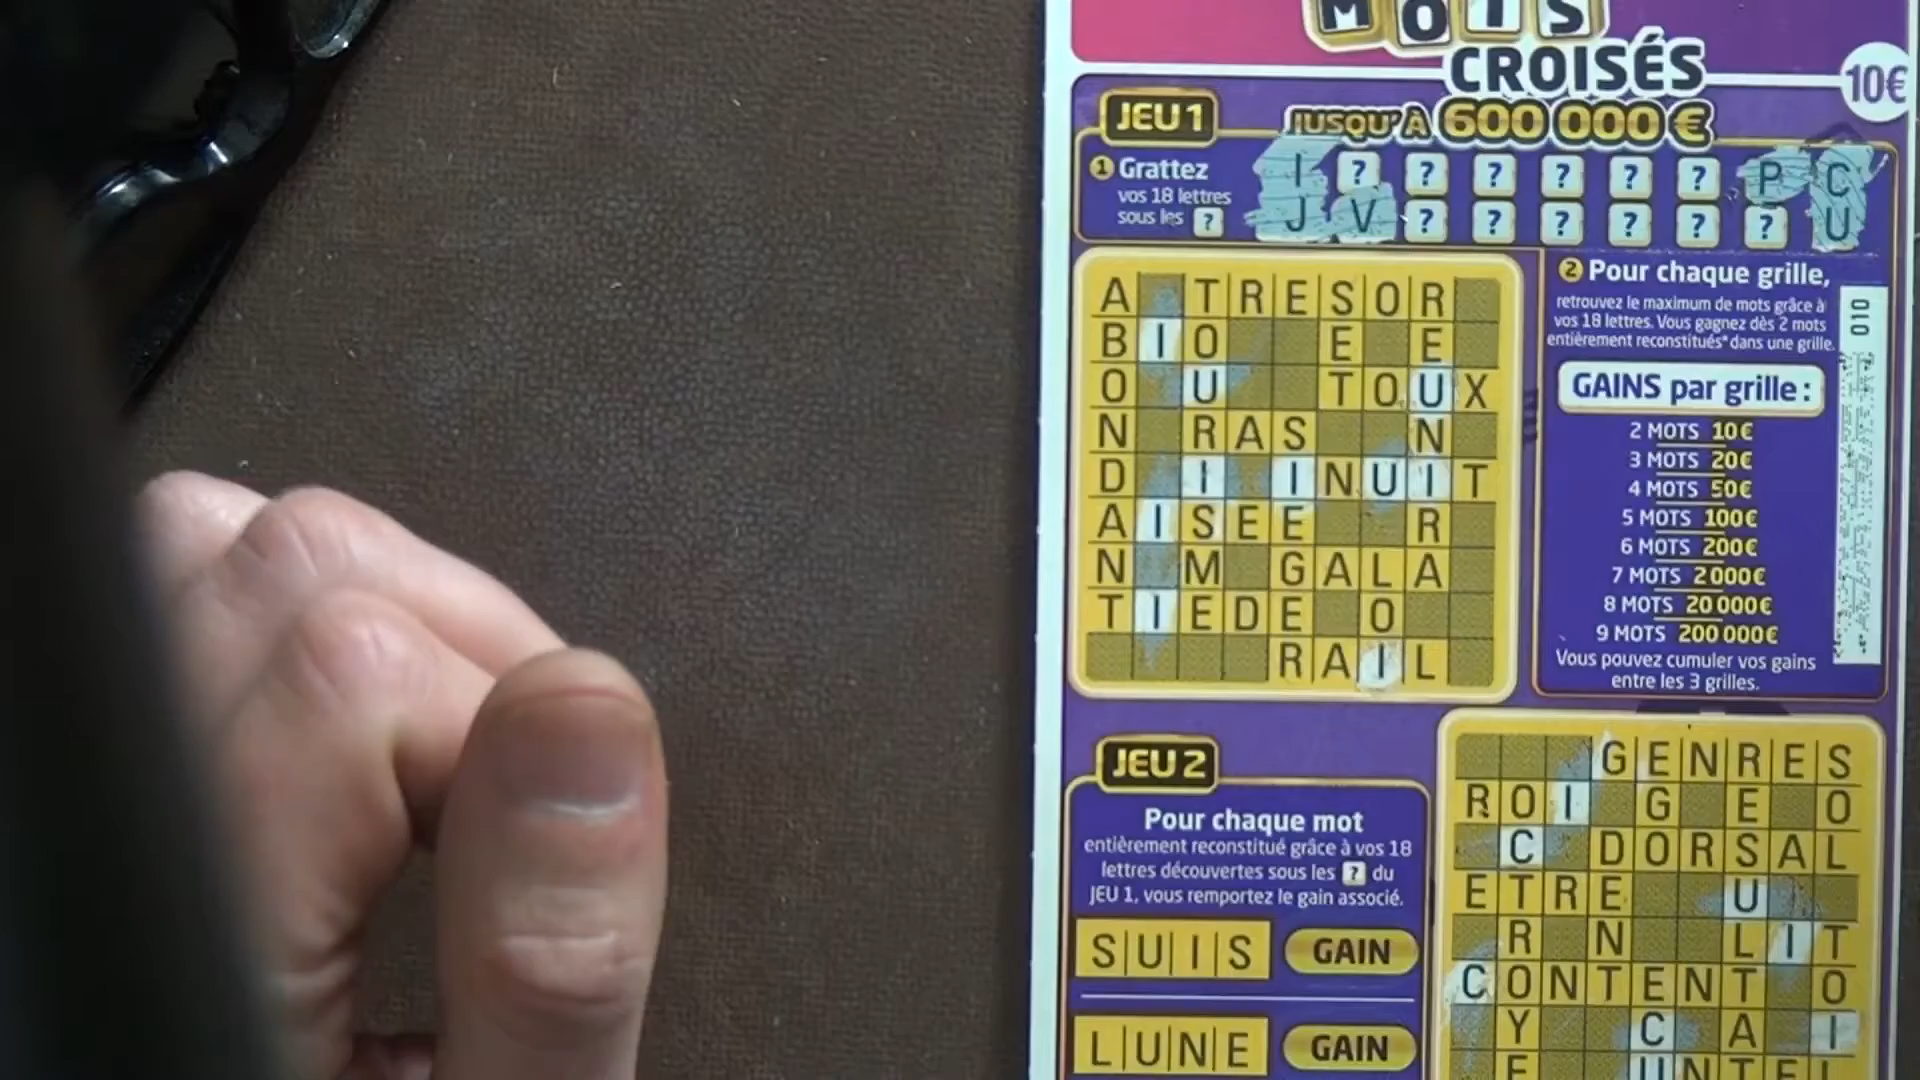 MOTS
CROISÉS
10€
JEU 1
JUSQU'À 600 000 €
1 Grattez
vos 18 lettres
sous les ?
I ? ? ? ? ? ? P C
J V ? ? ? ? ? ? U
A TRESOR
B I O E E
O U TOUX
N RAS N
D I INUIT
A I SEE R
N M GALA
TIEDE O
RAIL
2 Pour chaque grille,
retrouvez le maximum de mots grâce à
vos 18 lettres. Vous gagnez dès 2 mots
entièrement reconstitués* dans une grille.
010
GAINS par grille :
2 MOTS 10€
3 MOTS 20€
4 MOTS 50€
5 MOTS 100€
6 MOTS 200€
7 MOTS 2 000€
8 MOTS 20 000€
9 MOTS 200 000€
Vous pouvez cumuler vos gains
entre les 3 grilles.
JEU 2
Pour chaque mot
entièrement reconstitué grâce à vos 18
lettres découvertes sous les ? du
JEU 1, vous remportez le gain associé.
SUIS GAIN
LUNE GAIN
GENRES
ROI G E O
C DORSAL
ETRE U
R N LIT
CONTENT O
Y C A I